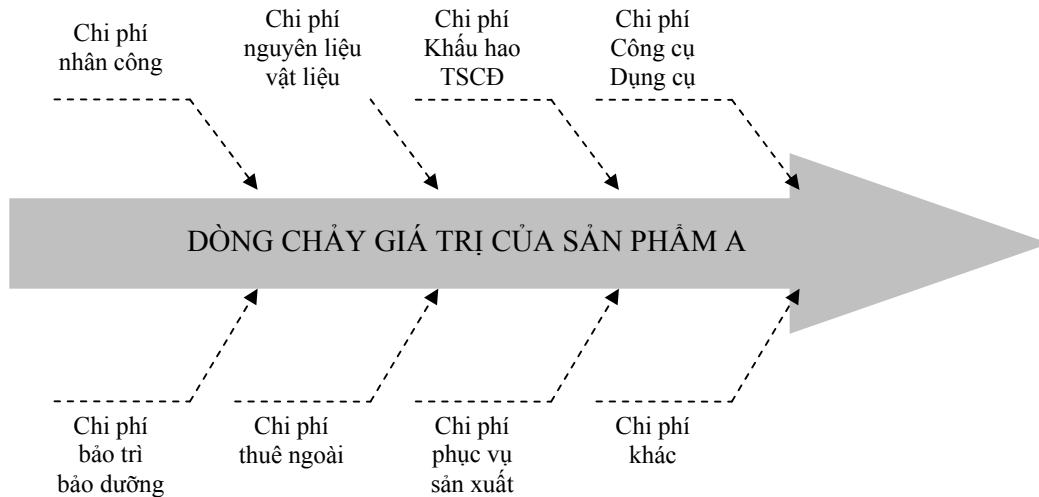 Chi phí
nhân công
Chi phí
nguyên liệu
vật liệu
Chi phí
Khấu hao
TSCĐ
Chi phí
Công cụ
Dụng cụ
DÒNG CHẢY GIÁ TRỊ CỦA SẢN PHẨM A
Chi phí
bảo trì
bảo dưỡng
Chi phí
thuê ngoài
Chi phí
phục vụ
sản xuất
Chi phí
khác